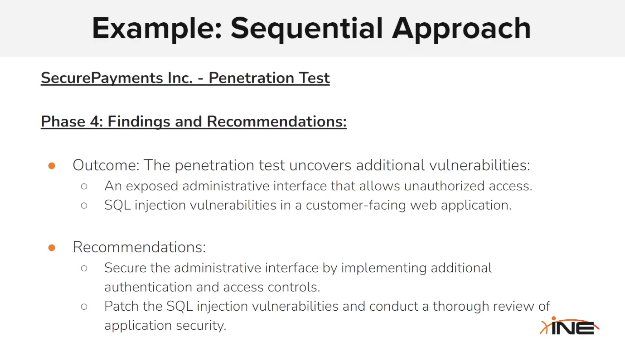 Example: Sequential Approach
SecurePayments Inc. - Penetration Test
Phase 4: Findings and Recommendations:
● Outcome: The penetration test uncovers additional vulnerabilities:
○ An exposed administrative interface that allows unauthorized access.
○ SQL injection vulnerabilities in a customer-facing web application.
● Recommendations:
○ Secure the administrative interface by implementing additional
authentication and access controls.
○ Patch the SQL injection vulnerabilities and conduct a thorough review of
application security.
INE